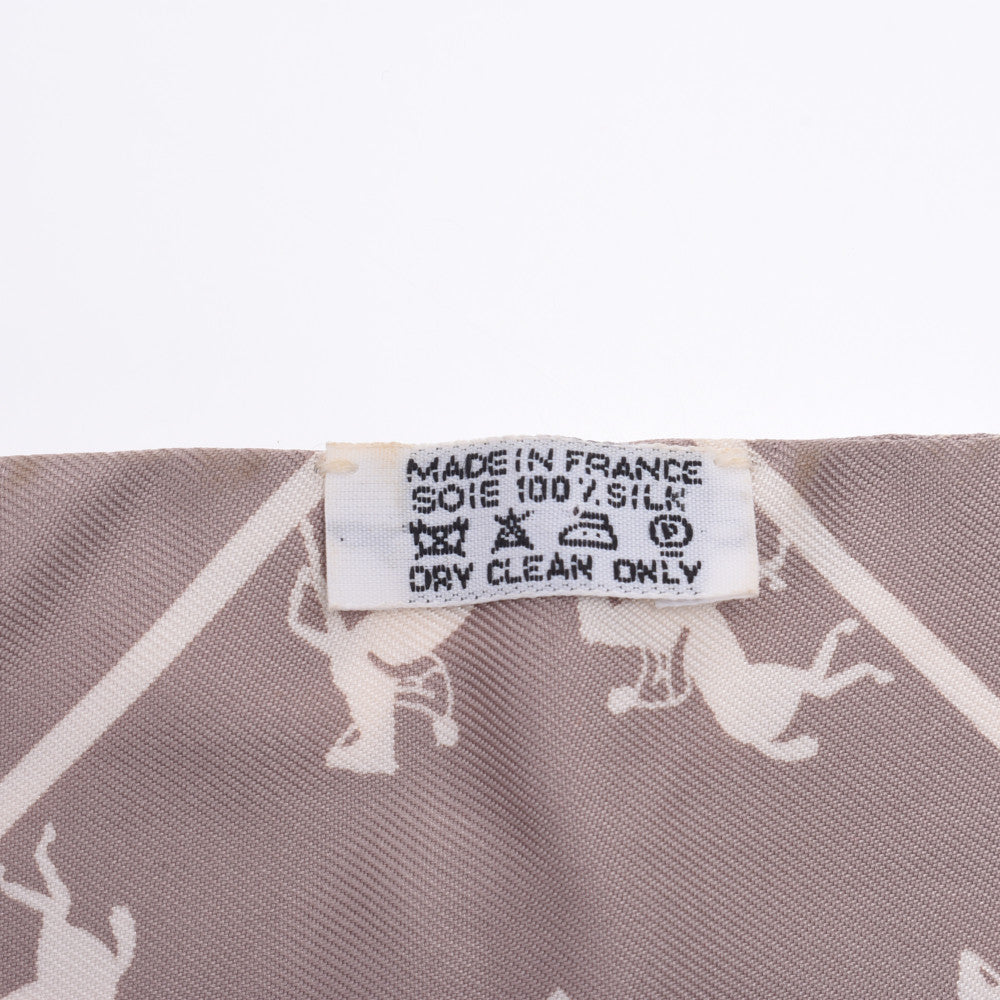 MADE IN FRANCE
SOIE 100% SILK
P
DRY CLEAN ONLY